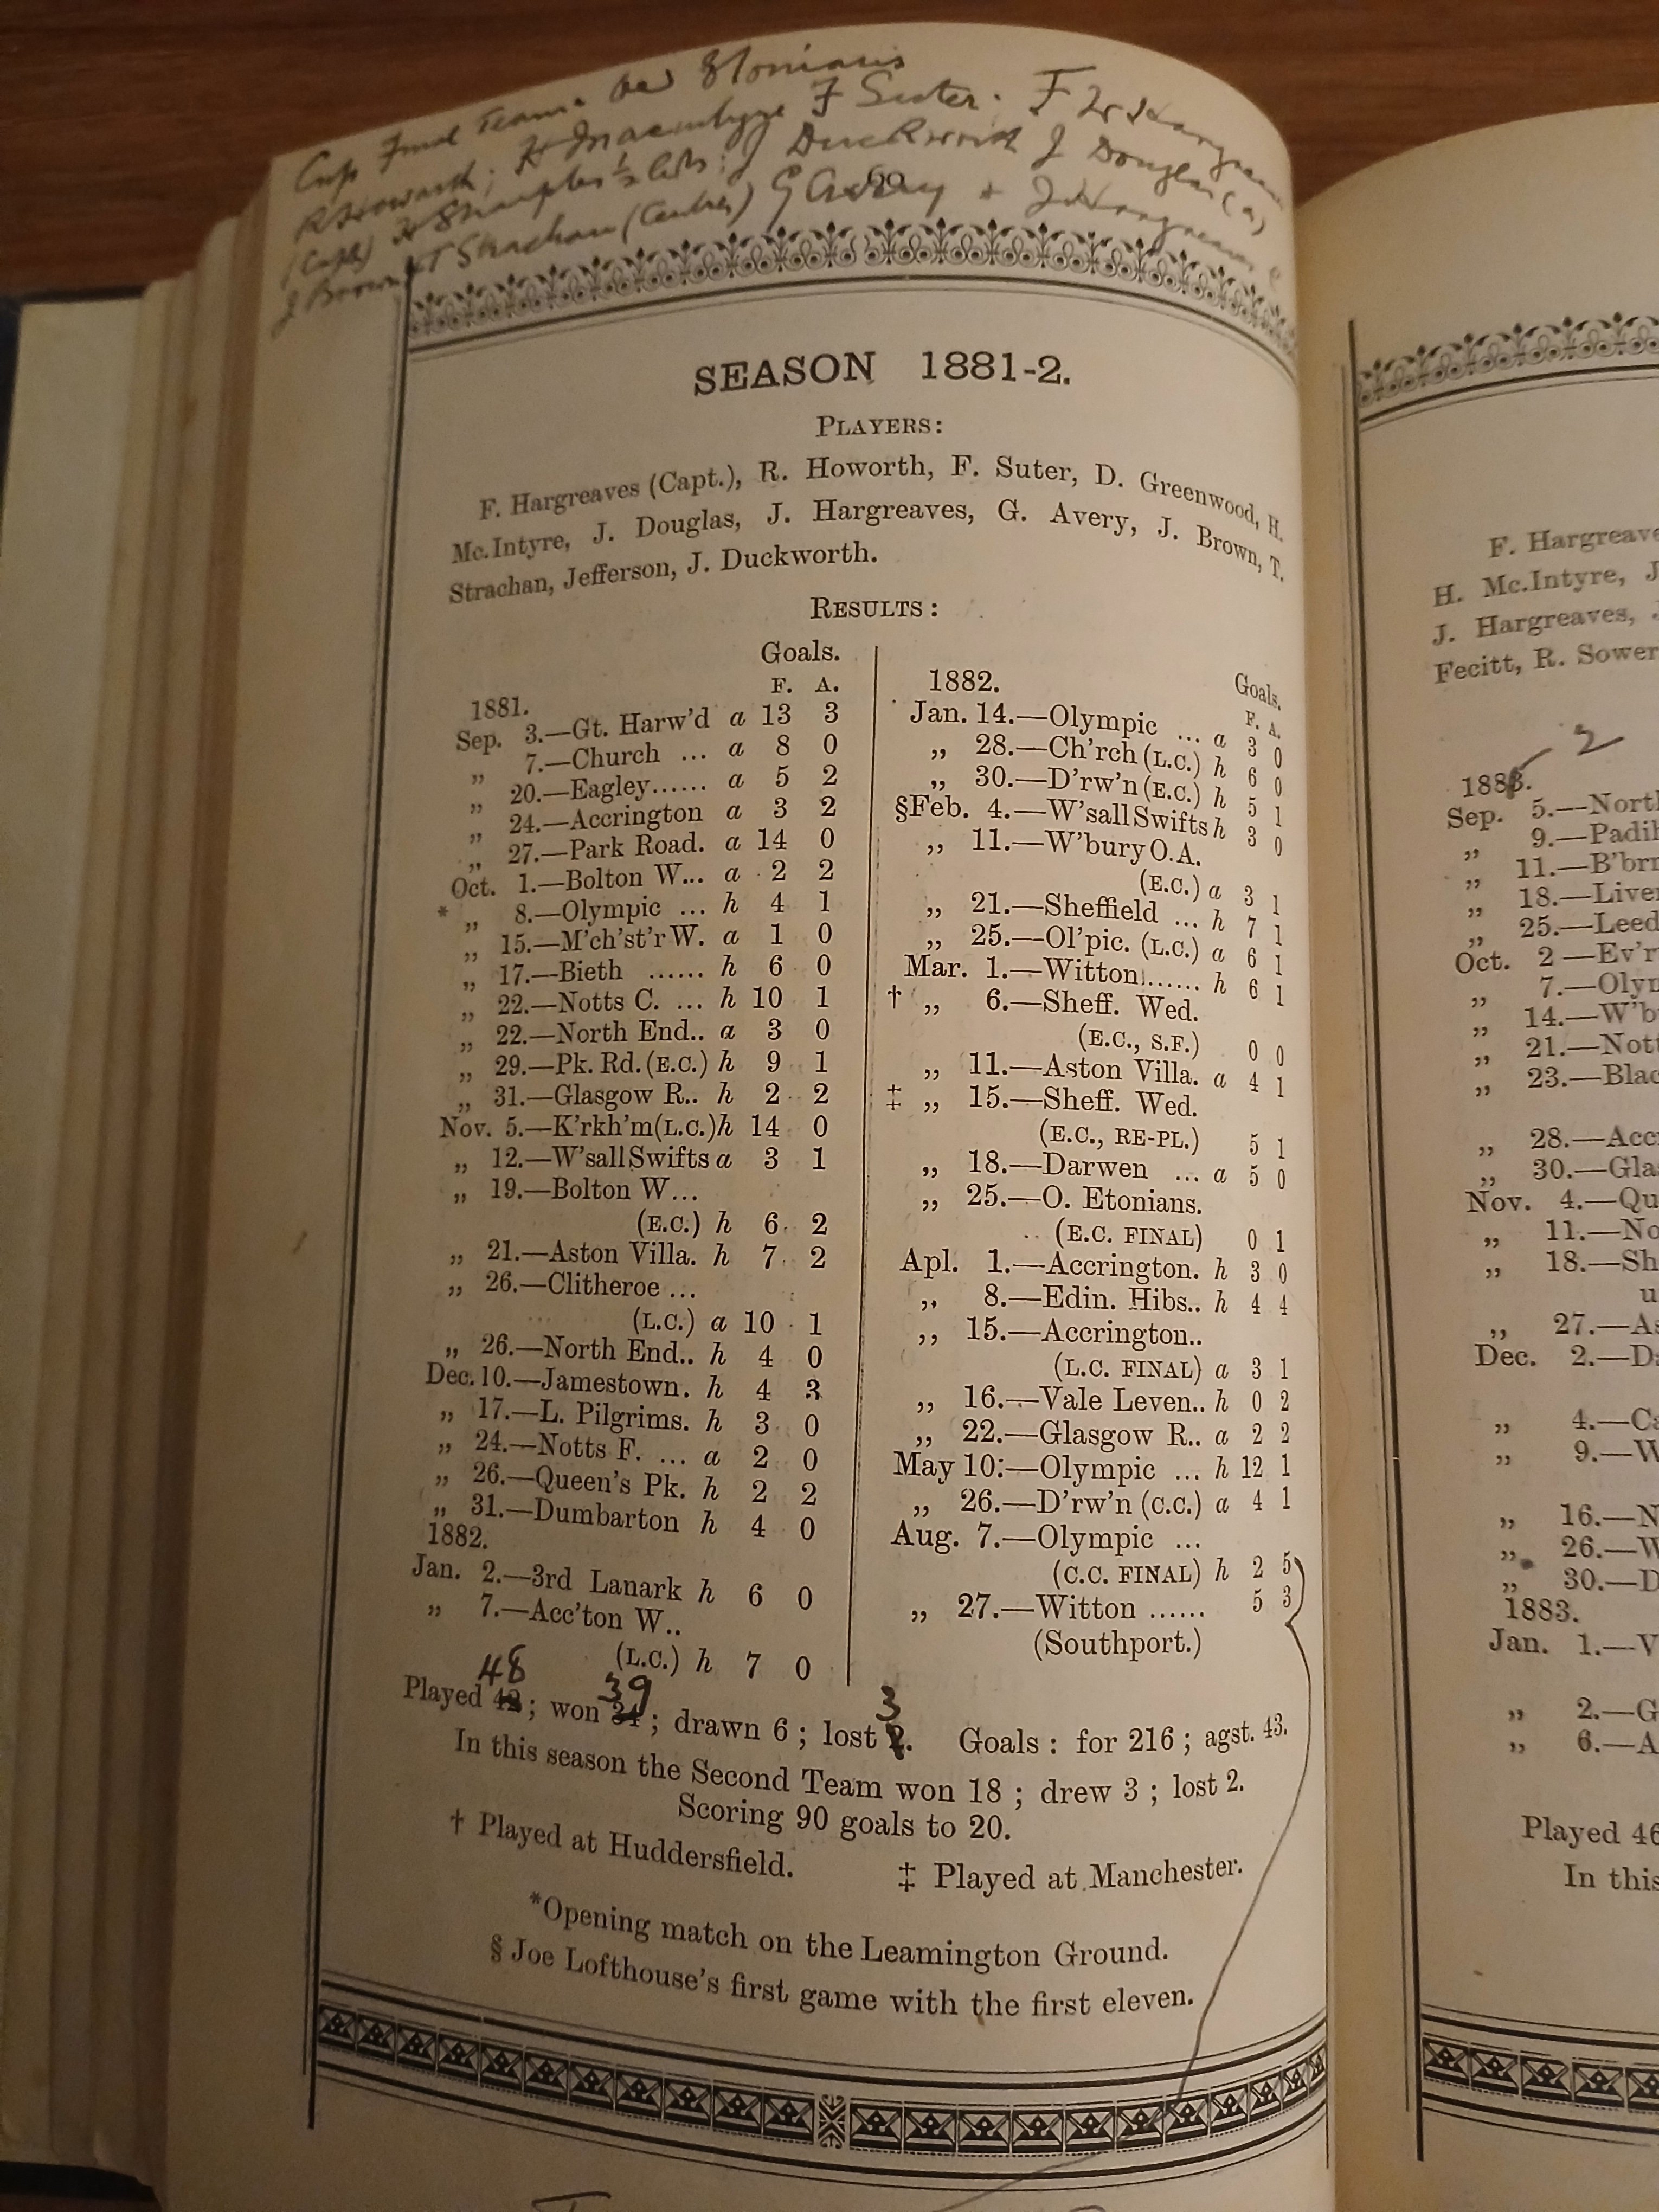 Cup Final Team
R Howorth; F Suter.
J Duckworth J Douglas (a)
J Brown T Strachan (Centres)
69
SEASON 1881-2.
PLAYERS:
F. Hargreaves (Capt.), R. Howorth, F. Suter, D. Greenwood, H.
Mc.Intyre, J. Douglas, J. Hargreaves, G. Avery, J. Brown, T.
Strachan, Jefferson, J. Duckworth.
RESULTS:
Goals.
F. A.
1881.
Sep. 3.—Gt. Harw'd a 13 3
„ 7.—Church ... a 8 0
„ 20.—Eagley...... a 5 2
„ 24.—Accrington a 3 2
„ 27.—Park Road. a 14 0
Oct. 1.—Bolton W... a 2 2
* „ 8.—Olympic ... h 4 1
„ 15.—M'ch'st'r W. a 1 0
„ 17.—Bieth ...... h 6 0
„ 22.—Notts C. ... h 10 1
„ 22.—North End.. a 3 0
„ 29.—Pk. Rd. (E.C.) h 9 1
„ 31.—Glasgow R.. h 2 2
Nov. 5.—K'rkh'm (L.C.) h 14 0
„ 12.—W'sall Swifts a 3 1
„ 19.—Bolton W...
(E.C.) h 6 2
„ 21.—Aston Villa. h 7 2
„ 26.—Clitheroe ...
(L.C.) a 10 1
„ 26.—North End.. h 4 0
Dec. 10.—Jamestown. h 4 3
„ 17.—L. Pilgrims. h 3 0
„ 24.—Notts F. ... a 2 0
„ 26.—Queen's Pk. h 2 2
„ 31.—Dumbarton h 4 0
1882.
Jan. 2.—3rd Lanark h 6 0
„ 7.—Acc'ton W..
(L.C.) h 7 0
1882.
Goals.
F. A.
Jan. 14.—Olympic ... a 3 0
„ 28.—Ch'rch (L.C.) h 6 0
„ 30.—D'rw'n (E.C.) h 5 1
§Feb. 4.—W'sall Swifts h 3 0
„ 11.—W'bury O.A.
(E.C.) a 3 1
„ 21.—Sheffield ... h 7 1
„ 25.—Ol'pic. (L.C.) a 6 1
Mar. 1.—Witton...... h 6 1
† „ 6.—Sheff. Wed.
(E.C., S.F.) 0 0
„ 11.—Aston Villa. a 4 1
‡ „ 15.—Sheff. Wed.
(E.C., RE-PL.) 5 1
„ 18.—Darwen ... a 5 0
„ 25.—O. Etonians.
(E.C. FINAL) 0 1
Apl. 1.—Accrington. h 3 0
„ 8.—Edin. Hibs.. h 4 4
„ 15.—Accrington..
(L.C. FINAL) a 3 1
„ 16.—Vale Leven.. h 0 2
„ 22.—Glasgow R.. a 2 2
May 10.—Olympic ... h 12 1
„ 26.—D'rw'n (C.C.) a 4 1
Aug. 7.—Olympic ...
(C.C. FINAL) h 2 5
„ 27.—Witton ...... 5 3
(Southport.)
48 39 3
Played 42; won 34; drawn 6; lost 2. Goals: for 216; agst. 43.
In this season the Second Team won 18; drew 3; lost 2.
Scoring 90 goals to 20.
† Played at Huddersfield. ‡ Played at Manchester.
*Opening match on the Leamington Ground.
§ Joe Lofthouse's first game with the first eleven.
F. Hargreave
H. Mc.Intyre, J
J. Hargreaves,
Fecitt, R. Sower
2
1883.
Sep. 5.—North
„ 9.—Padih
„ 11.—B'brn
„ 18.—Liver
„ 25.—Leed
Oct. 2—Ev'r
„ 7.—Olym
„ 14.—W'b
„ 21.—Nott
„ 23.—Blac
„ 28.—Acc
„ 30.—Gla
Nov. 4.—Qu
„ 11.—No
„ 18.—Sh
„ 27.—As
Dec. 2.—D
„ 4.—Ca
„ 9.—W
„ 16.—N
„ 26.—W
„ 30.—D
1883.
Jan. 1.—V
„ 2.—G
„ 6.—A
Played 46
In this